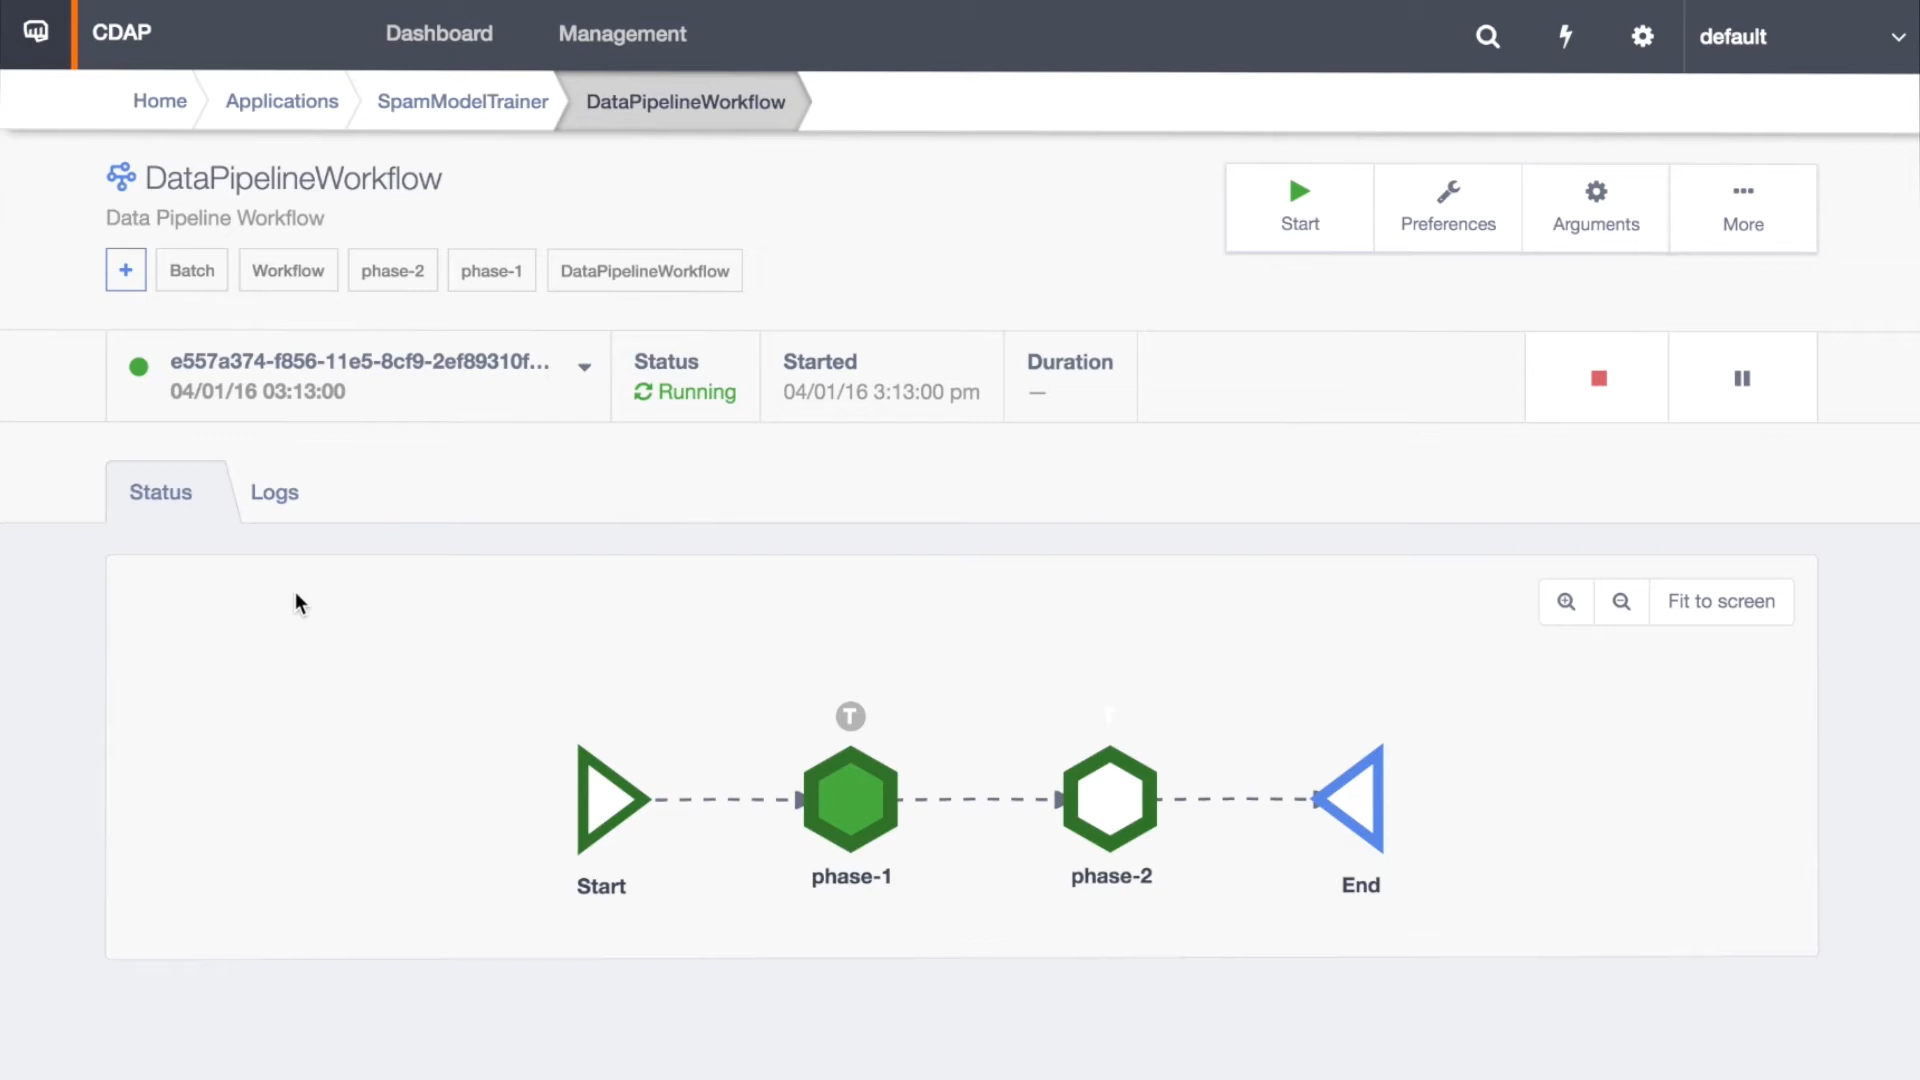 CDAP
Dashboard
Management
default
Home
Applications
SpamModelTrainer
DataPipelineWorkflow
DataPipelineWorkflow
Data Pipeline Workflow
+
Batch
Workflow
phase-2
phase-1
DataPipelineWorkflow
Start
Preferences
Arguments
More
e557a374-f856-11e5-8cf9-2ef89310f...
04/01/16 03:13:00
Status
Running
Started
04/01/16 3:13:00 pm
Duration
—
Status
Logs
Fit to screen
T
T
Start
phase-1
phase-2
End